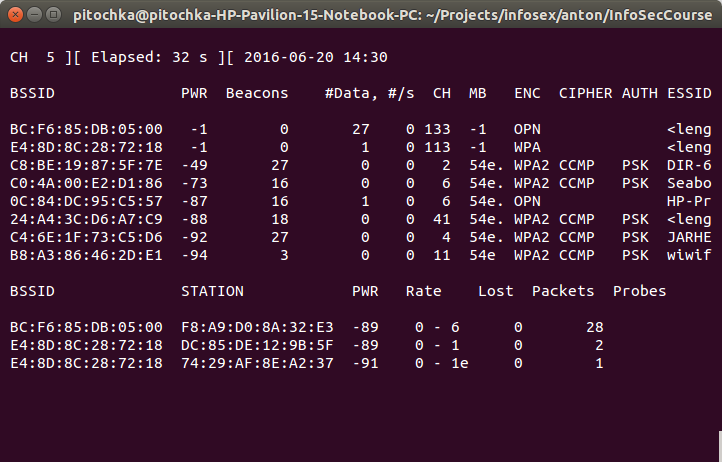 pitochka@pitochka-HP-Pavilion-15-Notebook-PC: ~/Projects/infosex/anton/InfoSecCourse
CH  5 ][ Elapsed: 32 s ][ 2016-06-20 14:30
BSSID              PWR  Beacons    #Data, #/s  CH  MB   ENC  CIPHER AUTH ESSID
BC:F6:85:DB:05:00   -1        0       27    0 133  -1   OPN              <leng
E4:8D:8C:28:72:18   -1        0        1    0 113  -1   WPA              <leng
C8:BE:19:87:5F:7E  -49       27        0    0   2  54e. WPA2 CCMP   PSK  DIR-6
C0:4A:00:E2:D1:86  -73       16        0    0   6  54e. WPA2 CCMP   PSK  Seabo
0C:84:DC:95:C5:57  -87       16        1    0   6  54e. OPN              HP-Pr
24:A4:3C:D6:A7:C9  -88       18        0    0  41  54e. WPA2 CCMP   PSK  <leng
C4:6E:1F:73:C5:D6  -92       27        0    0   4  54e. WPA2 CCMP   PSK  JARHE
B8:A3:86:46:2D:E1  -94        3        0    0  11  54e  WPA2 CCMP   PSK  wiwif
BSSID              STATION            PWR   Rate    Lost  Packets  Probes
BC:F6:85:DB:05:00  F8:A9:D0:8A:32:E3  -89    0 - 6      0       28
E4:8D:8C:28:72:18  DC:85:DE:12:9B:5F  -89    0 - 1      0        2
E4:8D:8C:28:72:18  74:29:AF:8E:A2:37  -91    0 - 1e     0        1